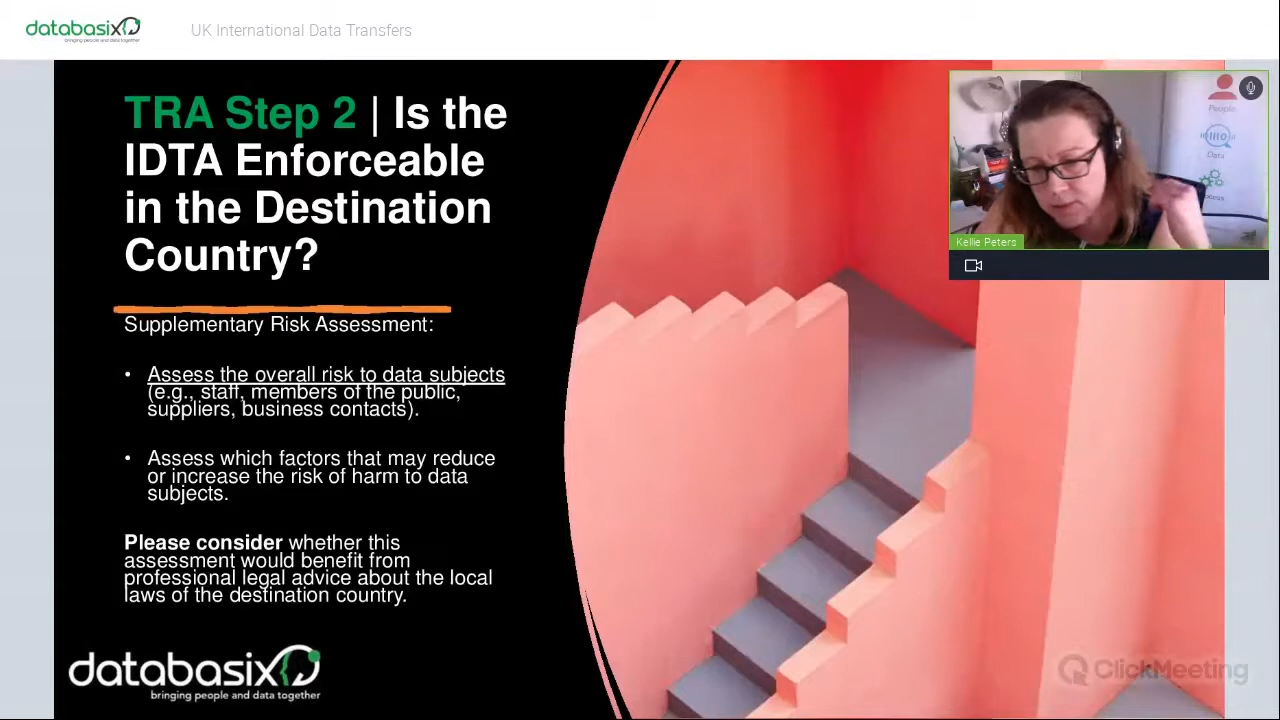 databasix
bringing people and data together
UK International Data Transfers
TRA Step 2 | Is the
IDTA Enforceable
in the Destination
Country?
Supplementary Risk Assessment:
• Assess the overall risk to data subjects
(e.g., staff, members of the public,
suppliers, business contacts).
• Assess which factors that may reduce
or increase the risk of harm to data
subjects.
Please consider whether this
assessment would benefit from
professional legal advice about the local
laws of the destination country.
databasix
bringing people and data together
People
Data
Kellie Peters
ClickMeeting